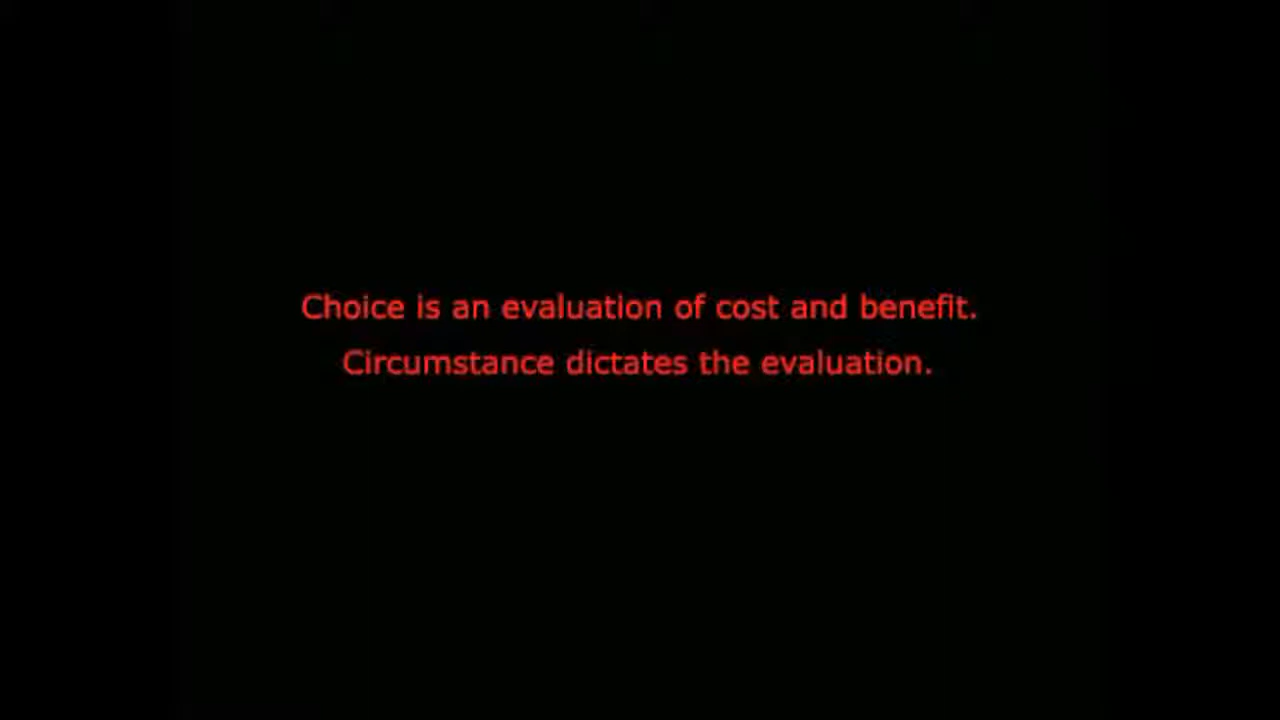 Choice is an evaluation of cost and benefit.
Circumstance dictates the evaluation.